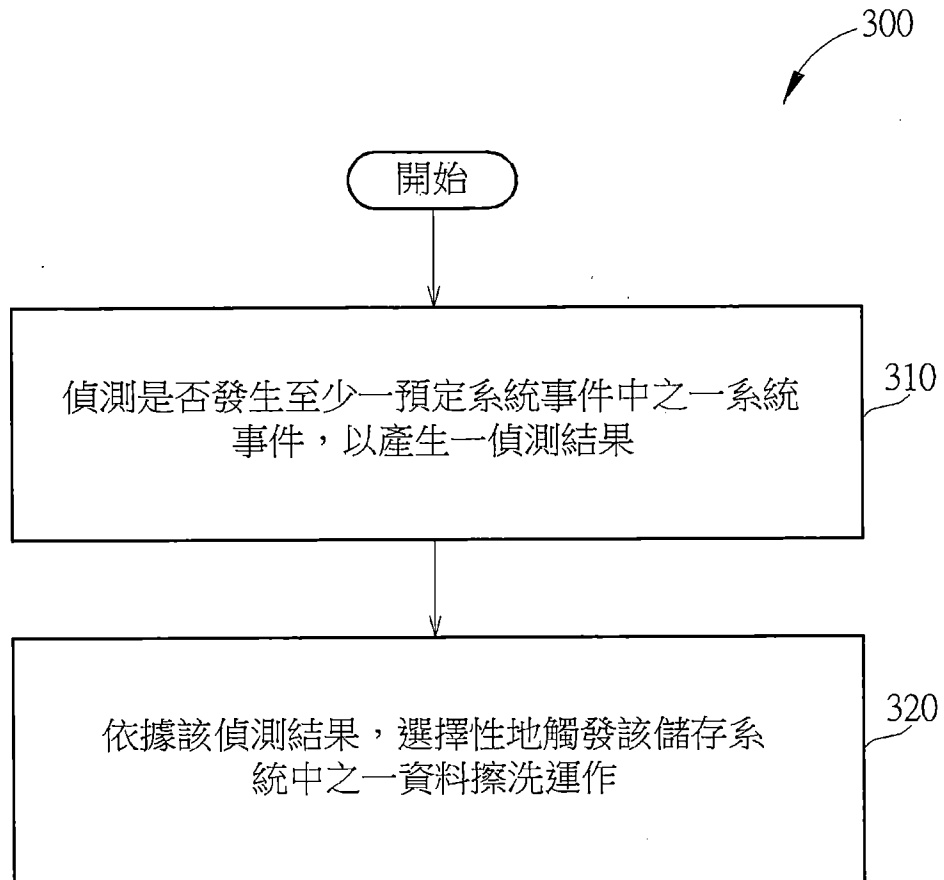 300
開始
偵測是否發生至少一預定系統事件中之一系統
事件，以產生一偵測結果
310
依據該偵測結果，選擇性地觸發該儲存系
統中之一資料擦洗運作
320